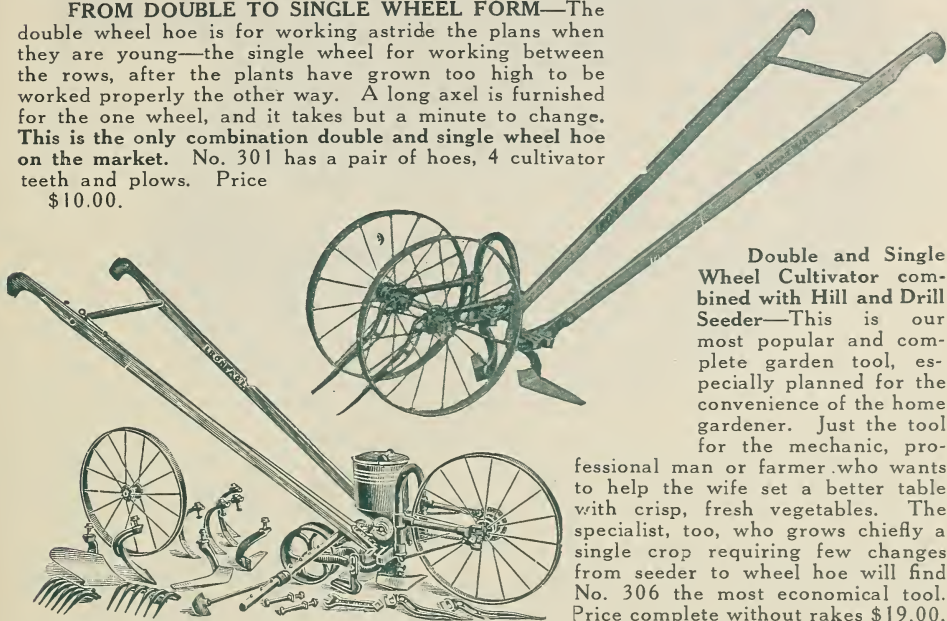 FROM DOUBLE TO SINGLE WHEEL FORM—The
double wheel hoe is for working astride the plans when
they are young—the single wheel for working between
the rows, after the plants have grown too high to be
worked properly the other way. A long axel is furnished
for the one wheel, and it takes but a minute to change.
This is the only combination double and single wheel hoe
on the market. No. 301 has a pair of hoes, 4 cultivator
teeth and plows. Price
$10.00.
Double and Single
Wheel Cultivator com-
bined with Hill and Drill
Seeder—This is our
most popular and com-
plete garden tool, es-
pecially planned for the
convenience of the home
gardener. Just the tool
for the mechanic, pro-
fessional man or farmer .who wants
to help the wife set a better table
with crisp, fresh vegetables. The
specialist, too, who grows chiefly a
single crop requiring few changes
from seeder to wheel hoe will find
No. 306 the most economical tool.
Price complete without rakes $19.00.